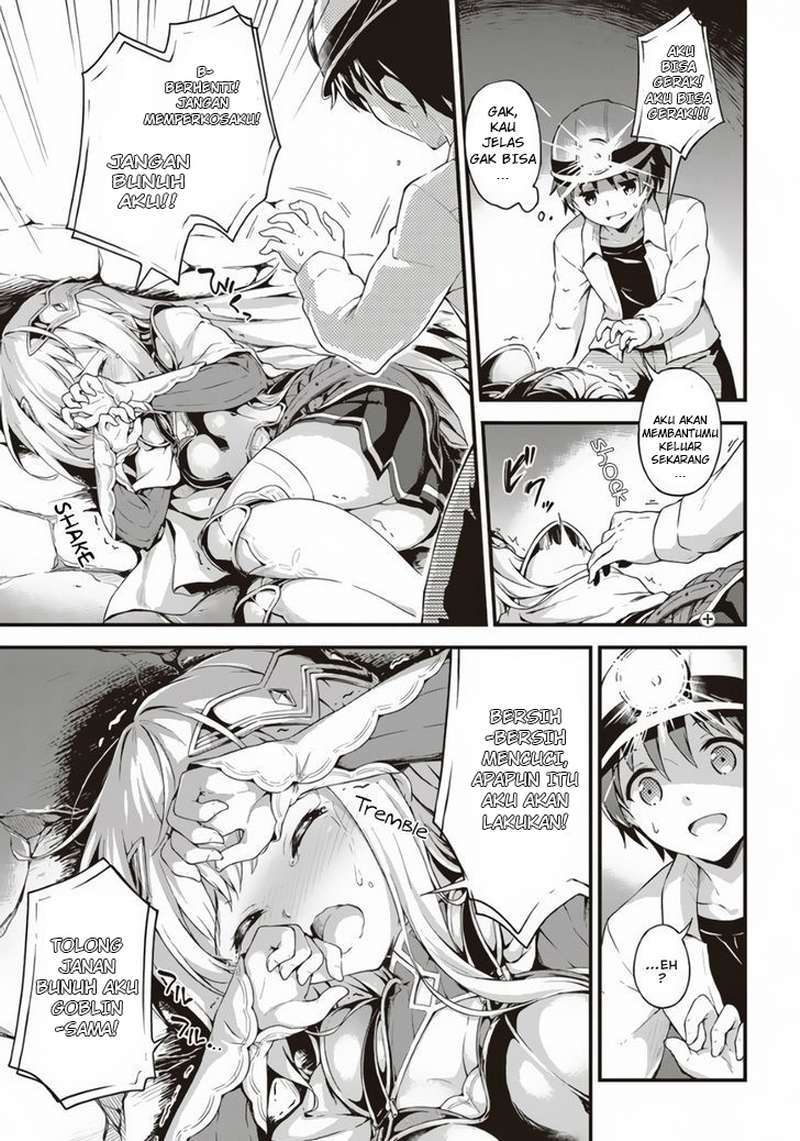 AKU
BISA
GERAK!
AKU BISA
GERAK!!!
GAK,
KAU
JELAS
GAK BISA
...
AKU AKAN
MEMBANTUMU
KELUAR
SEKARANG
...
shock
B-
BERHENTI!
JANGAN
MEMPERKOSAKU!
JANGAN
BUNUH
AKU!!
SHAKE
...EH
?
BERSIH
-BERSIH
MENCUCI,
APAPUN ITU
AKU AKAN
LAKUKAN!
Tremble
TOLONG
JANAN
BUNUH AKU
GOBLIN
-SAMA!